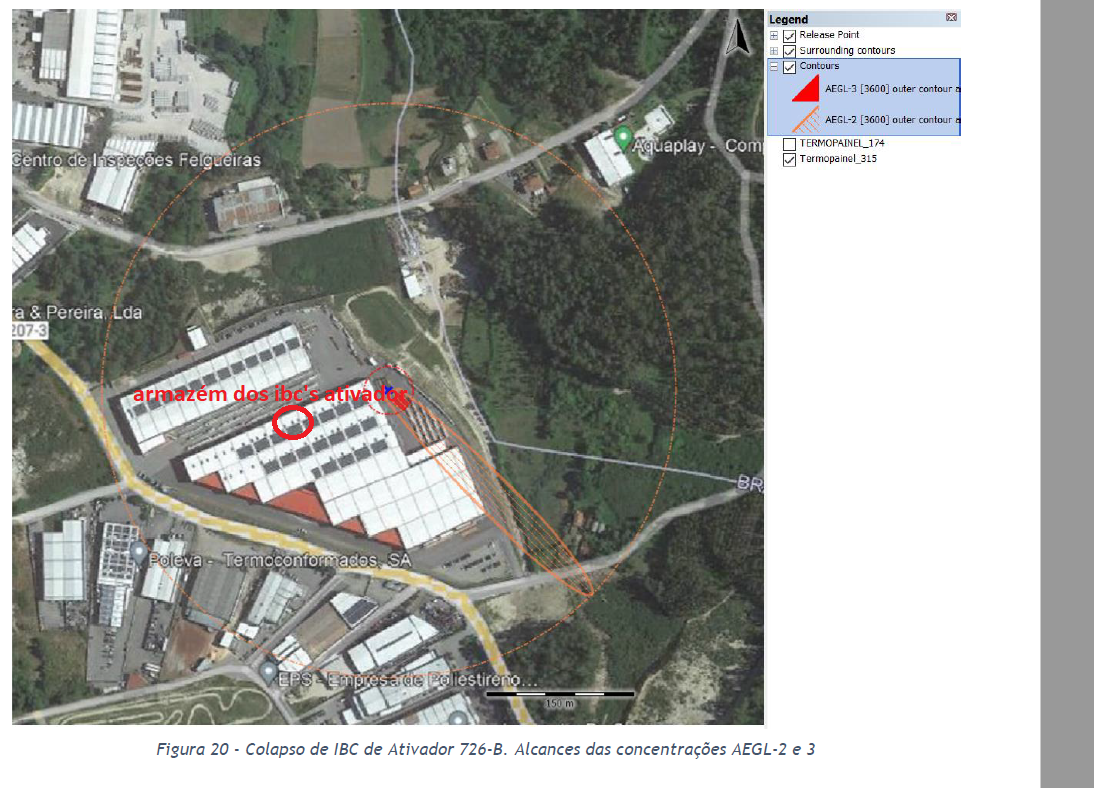 Legend
Release Point
Surrounding contours
Contours
AEGL-3 [3600] outer contour a
AEGL-2 [3600] outer contour a
TERMOPAINEL_174
Termopainel_315
Centro de Inspeções Felgueiras
Aquaplay - Com
ra & Pereira, Lda
207-3
armazém dos ibc's ativador
BR
Poleva - Termoconformados, SA
EPS - Empresa de Poliestireno...
150 m
Figura 20 - Colapso de IBC de Ativador 726-B. Alcances das concentrações AEGL-2 e 3